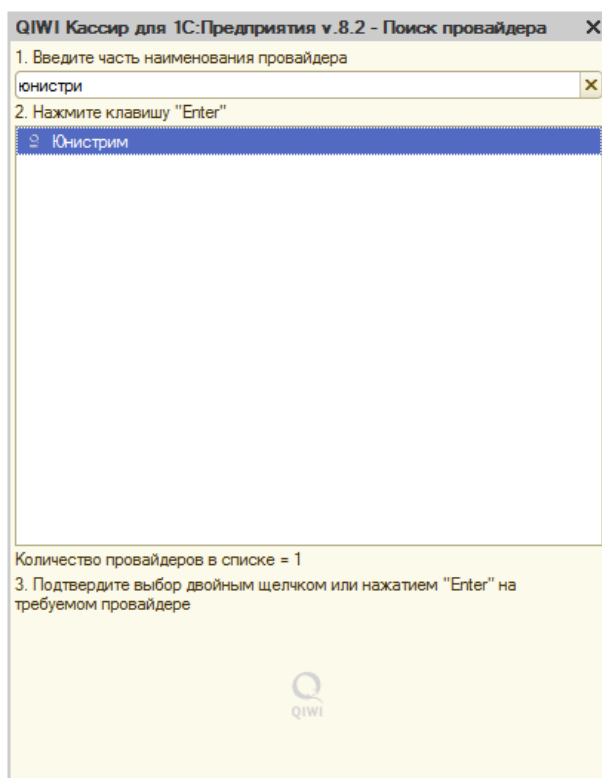 QIWI Кассир для 1С:Предприятия v.8.2 - Поиск провайдера
1. Введите часть наименования провайдера
юнистри
2. Нажмите клавишу "Enter"
Юнистрим
Количество провайдеров в списке = 1
3. Подтвердите выбор двойным щелчком или нажатием "Enter" на
требуемом провайдере
QIWI